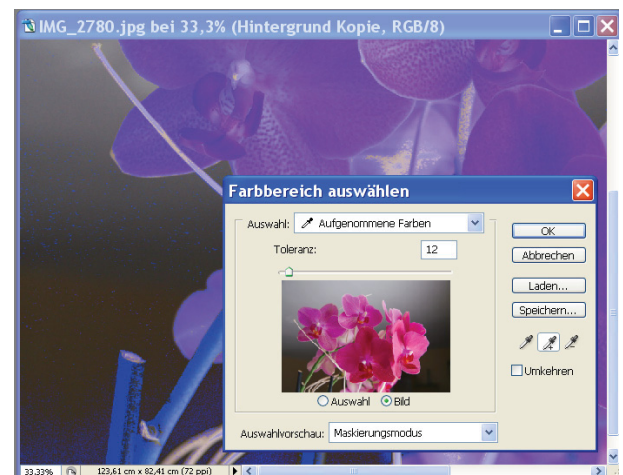 IMG_2780.jpg bei 33,3% (Hintergrund Kopie, RGB/8)
Farbbereich auswählen
Auswahl: Aufgenommene Farben
OK
Toleranz: 12
Abbrechen
Laden...
Speichern...
Umkehren
Auswahl Bild
Auswahlvorschau: Maskierungsmodus
33.33% 123,61 cm x 82,41 cm (72 ppi)